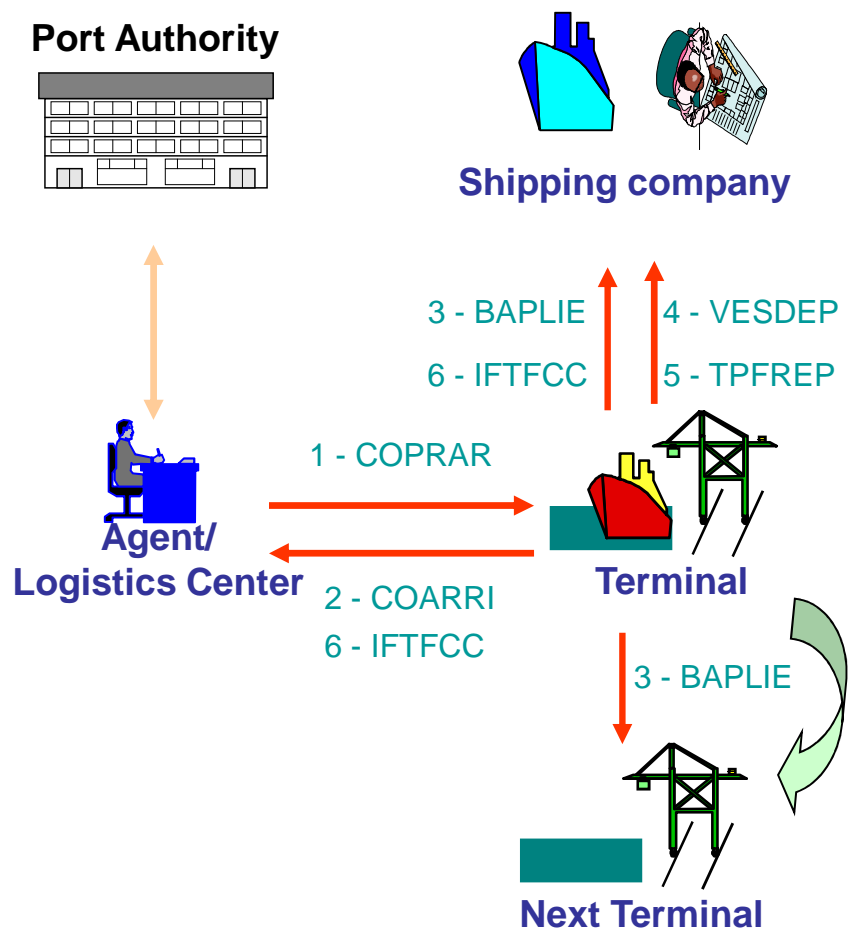 Port Authority
Shipping company
3 - BAPLIE
4 - VESDEP
6 - IFTFCC
5 - TPFREP
1 - COPRAR
Agent/
Logistics Center
Terminal
2 - COARRI
6 - IFTFCC
3 - BAPLIE
Next Terminal